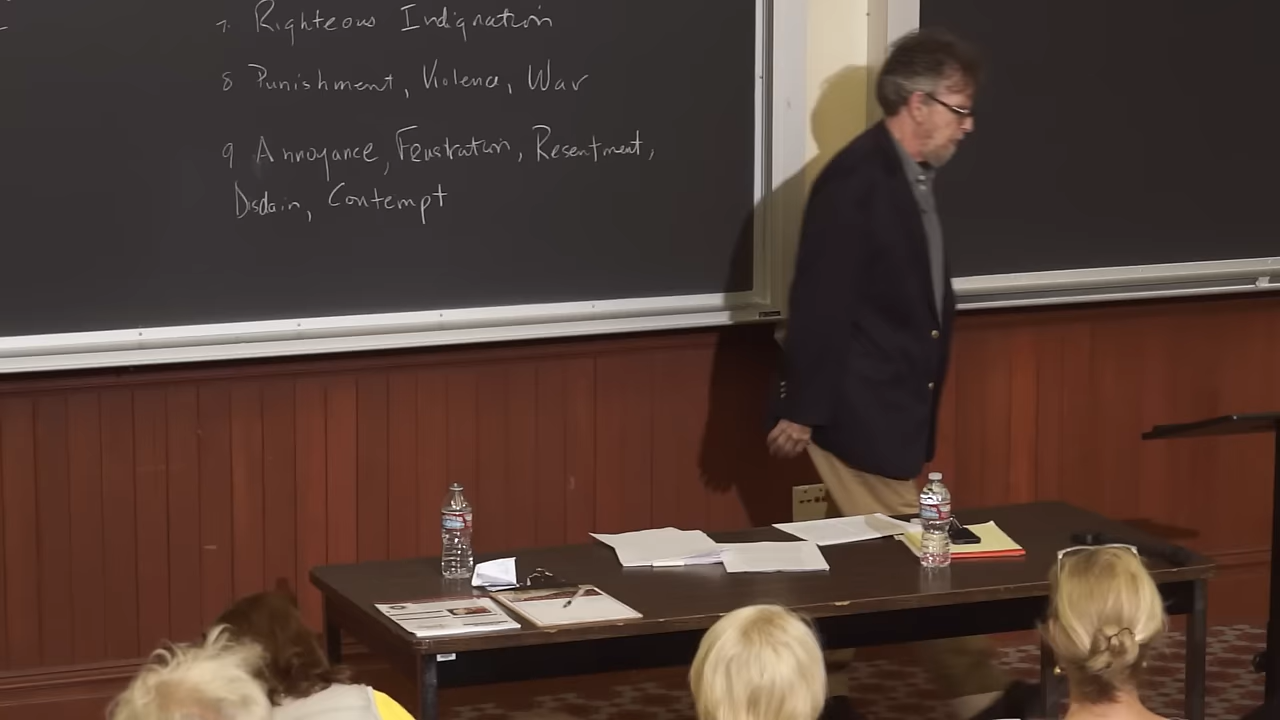 7. Righteous Indignation
8 Punishment, Violence, War
9 Annoyance, Frustration, Resentment,
Disdain, Contempt